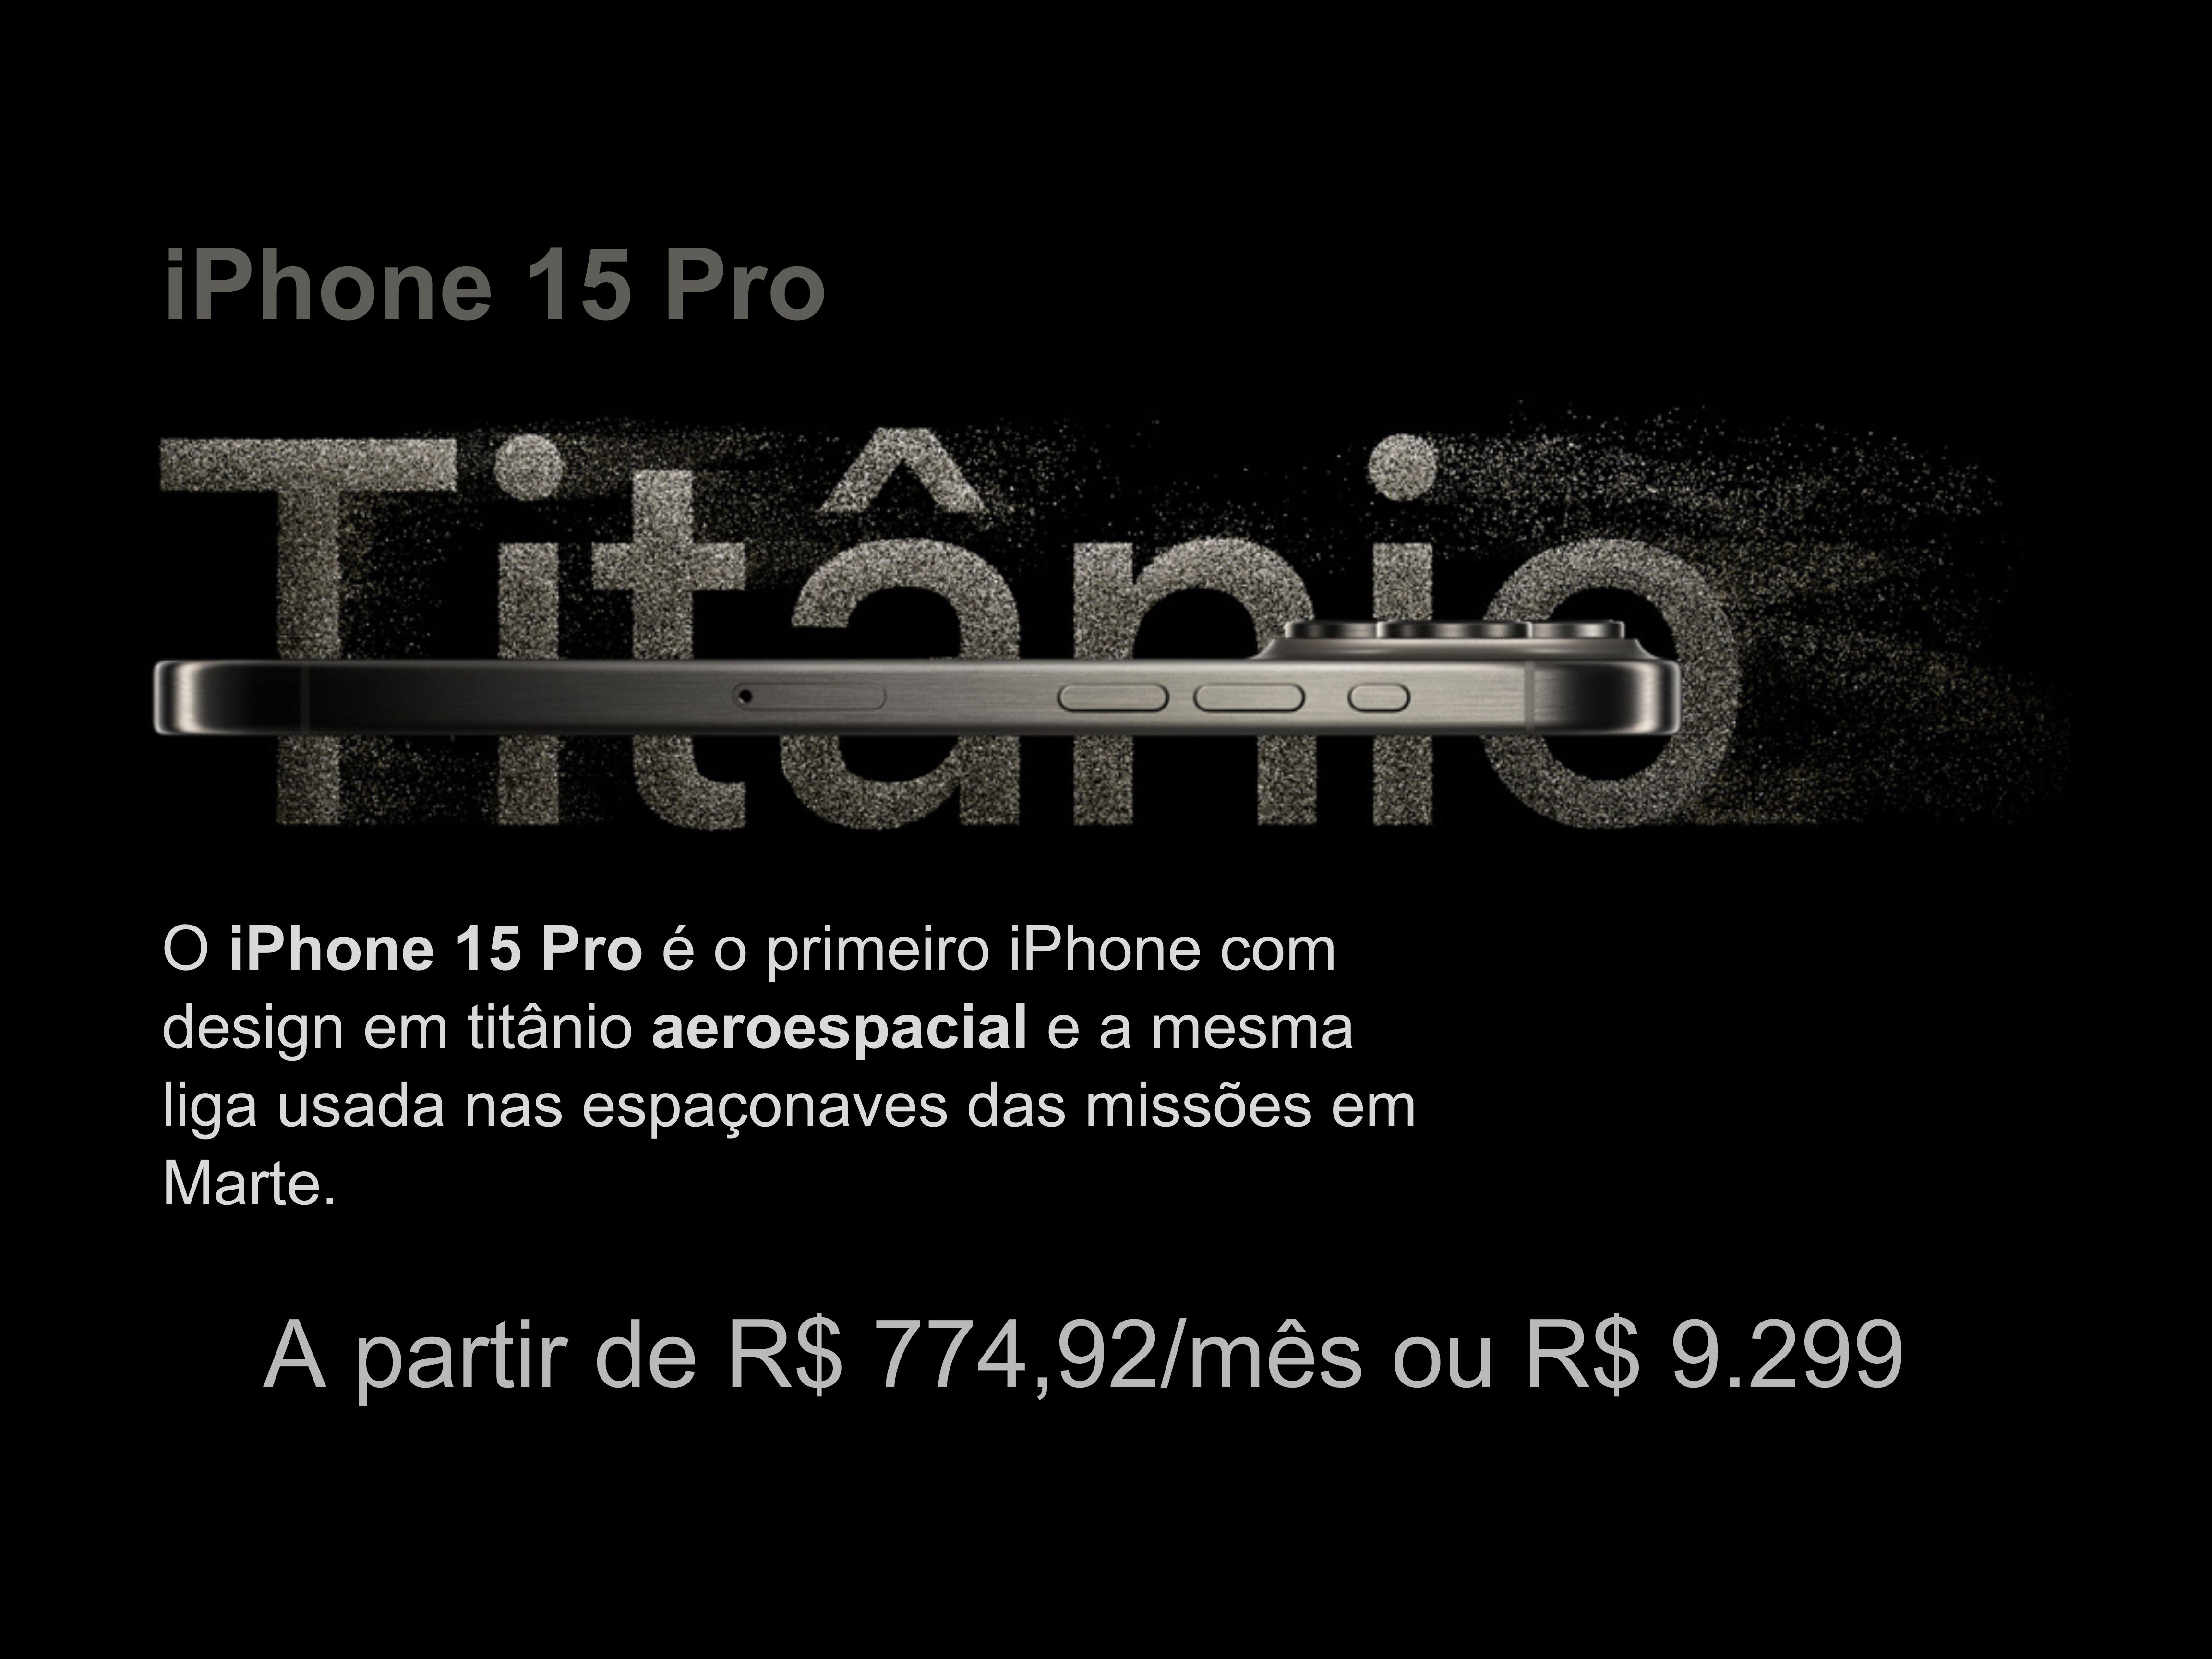 iPhone 15 Pro
Titânio
O iPhone 15 Pro é o primeiro iPhone com
design em titânio aeroespacial e a mesma
liga usada nas espaçonaves das missões em
Marte.
A partir de R$ 774,92/mês ou R$ 9.299